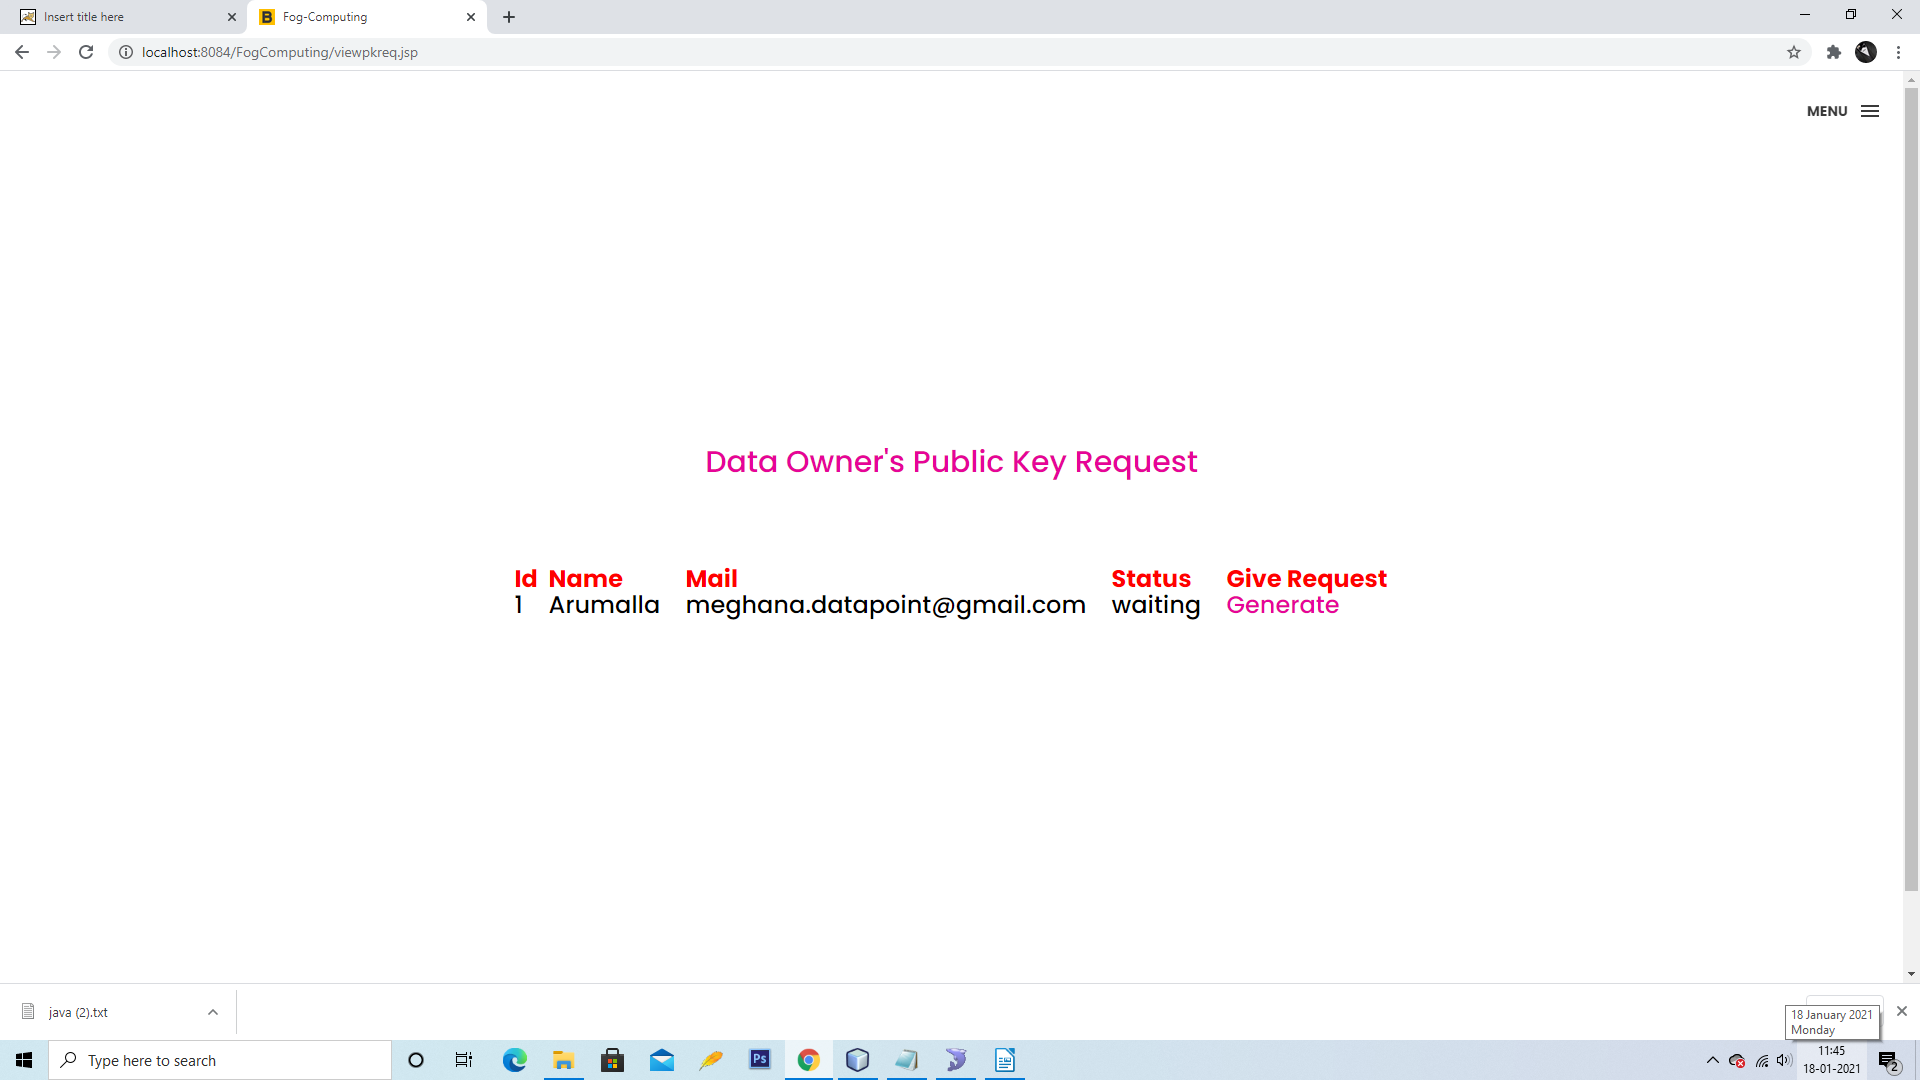 Insert title here
Fog-Computing
localhost:8084/FogComputing/viewpkreq.jsp
MENU
Data Owner's Public Key Request
Id Name Mail Status Give Request
1 Arumalla meghana.datapoint@gmail.com waiting Generate
java (2).txt
18 January 2021
Monday
Type here to search
Ps
11:45
18-01-2021
2